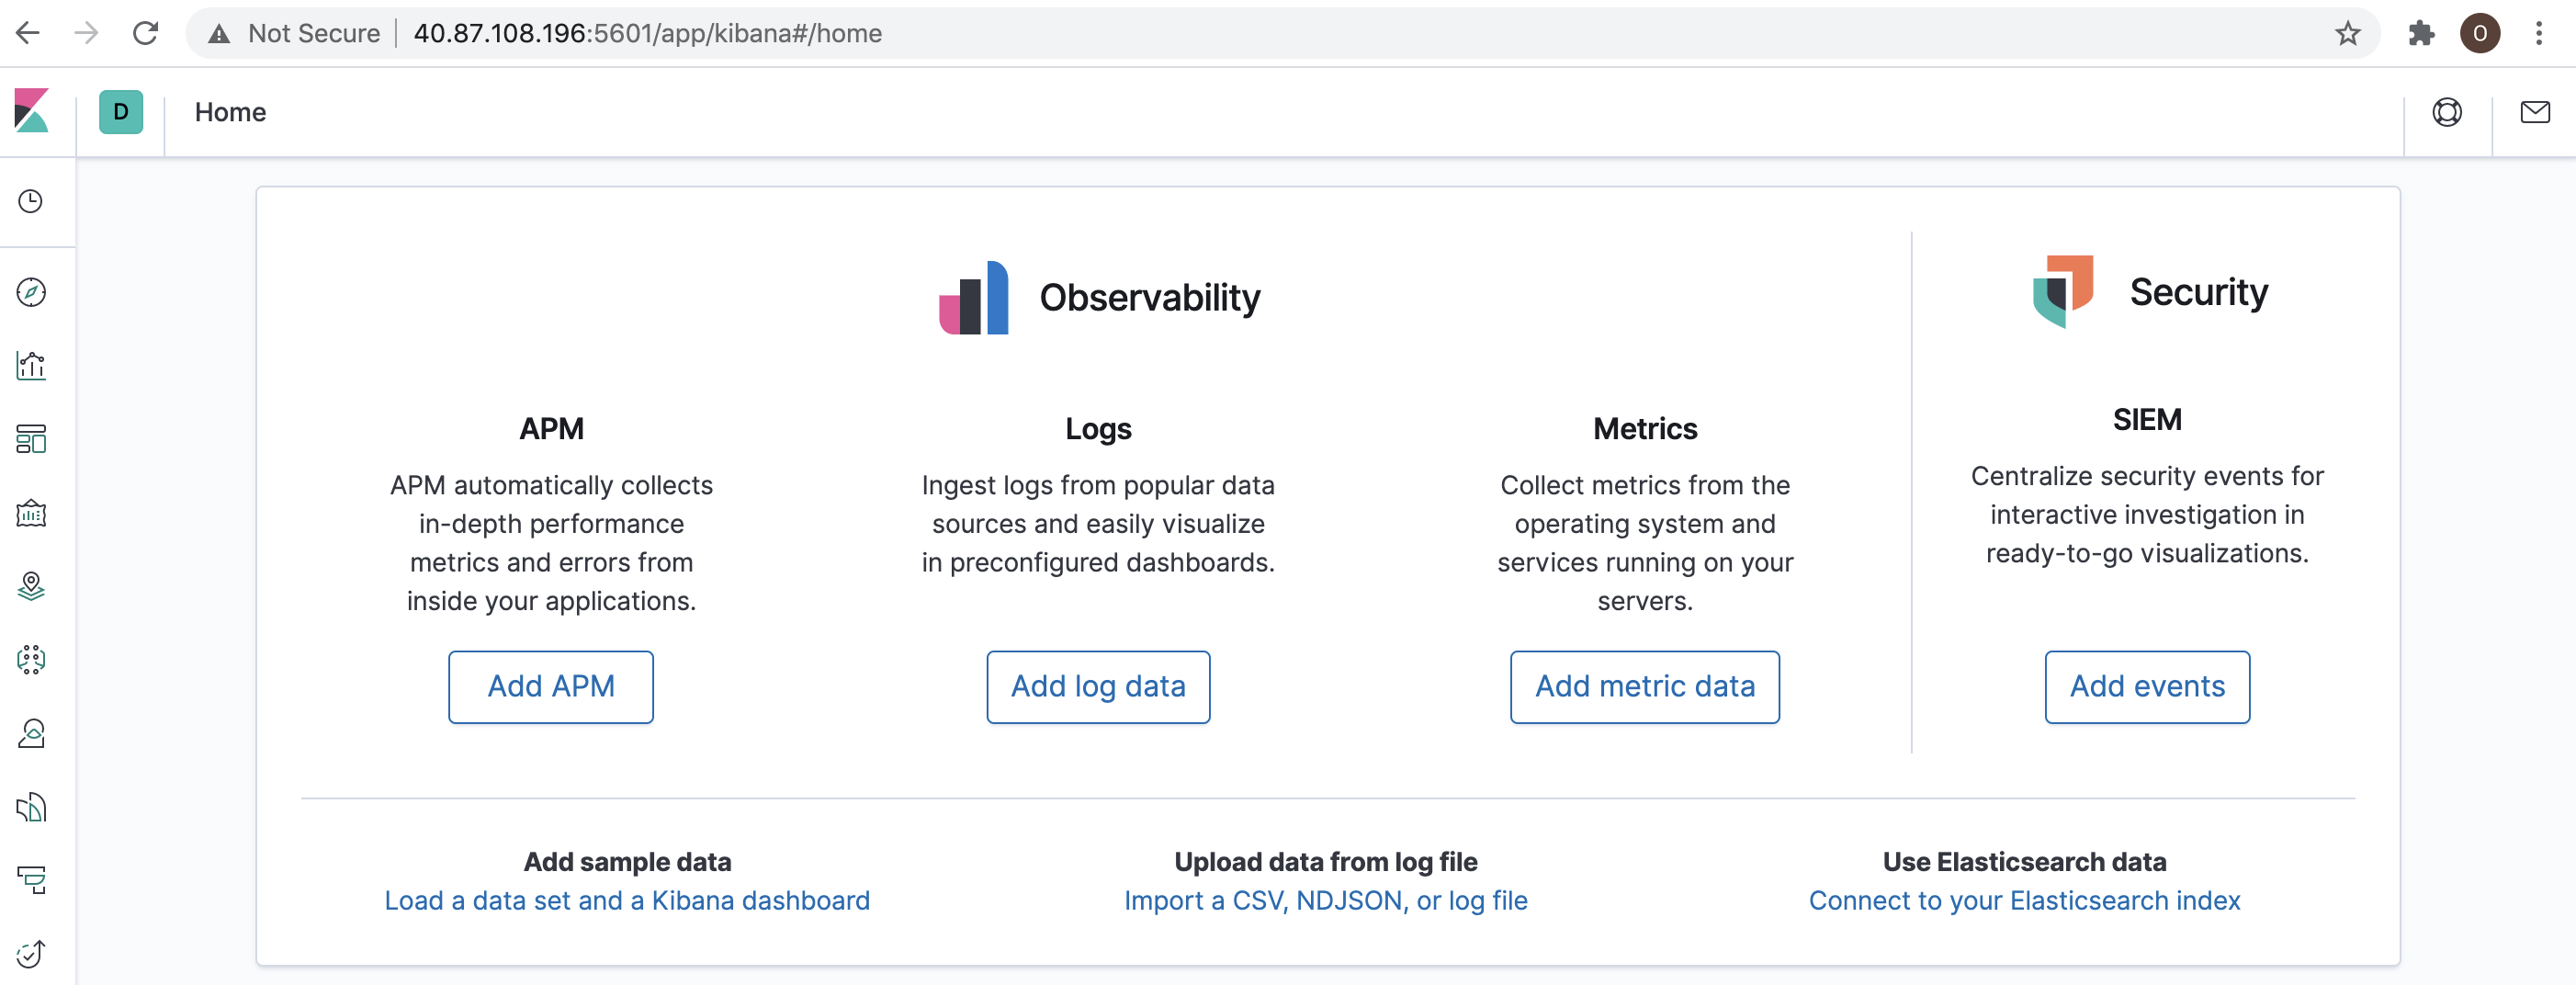 Not Secure 40.87.108.196:5601/app/kibana#/home
O
D
Home
Observability
Security
APM
APM automatically collects
in-depth performance
metrics and errors from
inside your applications.
Add APM
Logs
Ingest logs from popular data
sources and easily visualize
in preconfigured dashboards.
Add log data
Metrics
Collect metrics from the
operating system and
services running on your
servers.
Add metric data
SIEM
Centralize security events for
interactive investigation in
ready-to-go visualizations.
Add events
Add sample data
Load a data set and a Kibana dashboard
Upload data from log file
Import a CSV, NDJSON, or log file
Use Elasticsearch data
Connect to your Elasticsearch index